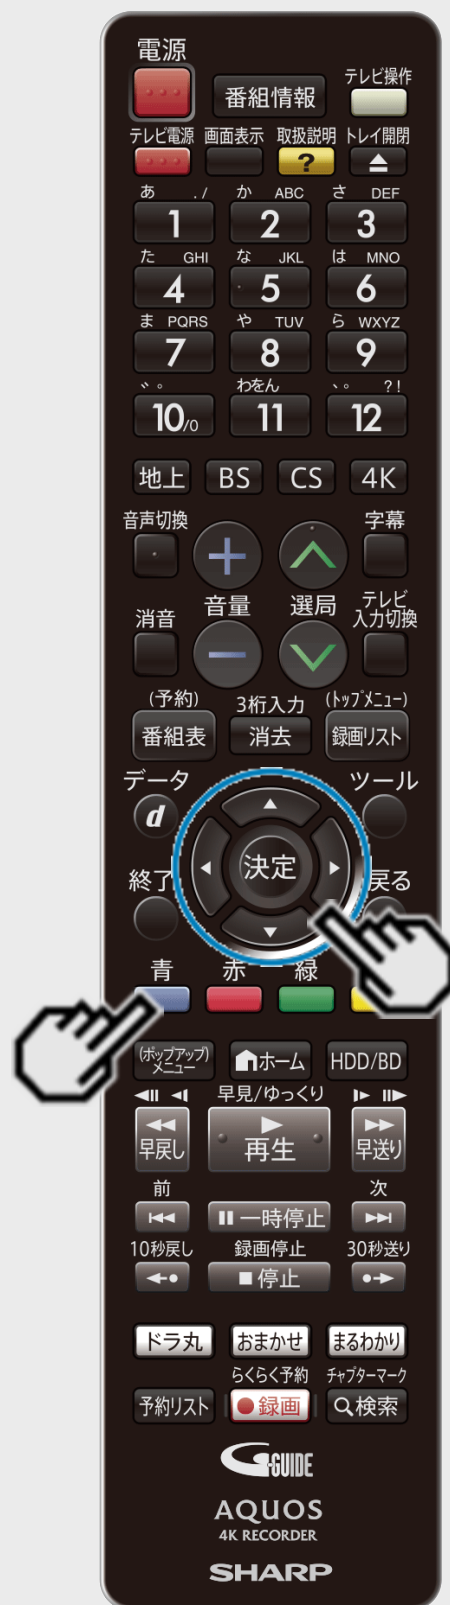 電源
番組情報
テレビ操作
テレビ電源 画面表示 取扱説明 トレイ開閉
?
あ ./ か ABC さ DEF
1 2 3
た GHI な JKL は MNO
4 5 6
ま PQRS や TUV ら WXYZ
7 8 9
゛゜ わをん 、。 ?!
10/0 11 12
地上 BS CS 4K
音声切換 字幕
+
消音 音量 選局 テレビ
入力切換
−
(予約) 3桁入力 (トップメニュー)
番組表 消去 録画リスト
データ ツール
d
決定
終了 戻る
青 赤 緑
(ポップアップ)
メニュー
ホーム HDD/BD
早見/ゆっくり
早戻し 再生 早送り
前 次
一時停止
10秒戻し 録画停止 30秒送り
停止
ドラ丸 おまかせ まるわかり
らくらく予約 チャプターマーク
予約リスト 録画 検索
G-GUIDE
AQUOS
4K RECORDER
SHARP